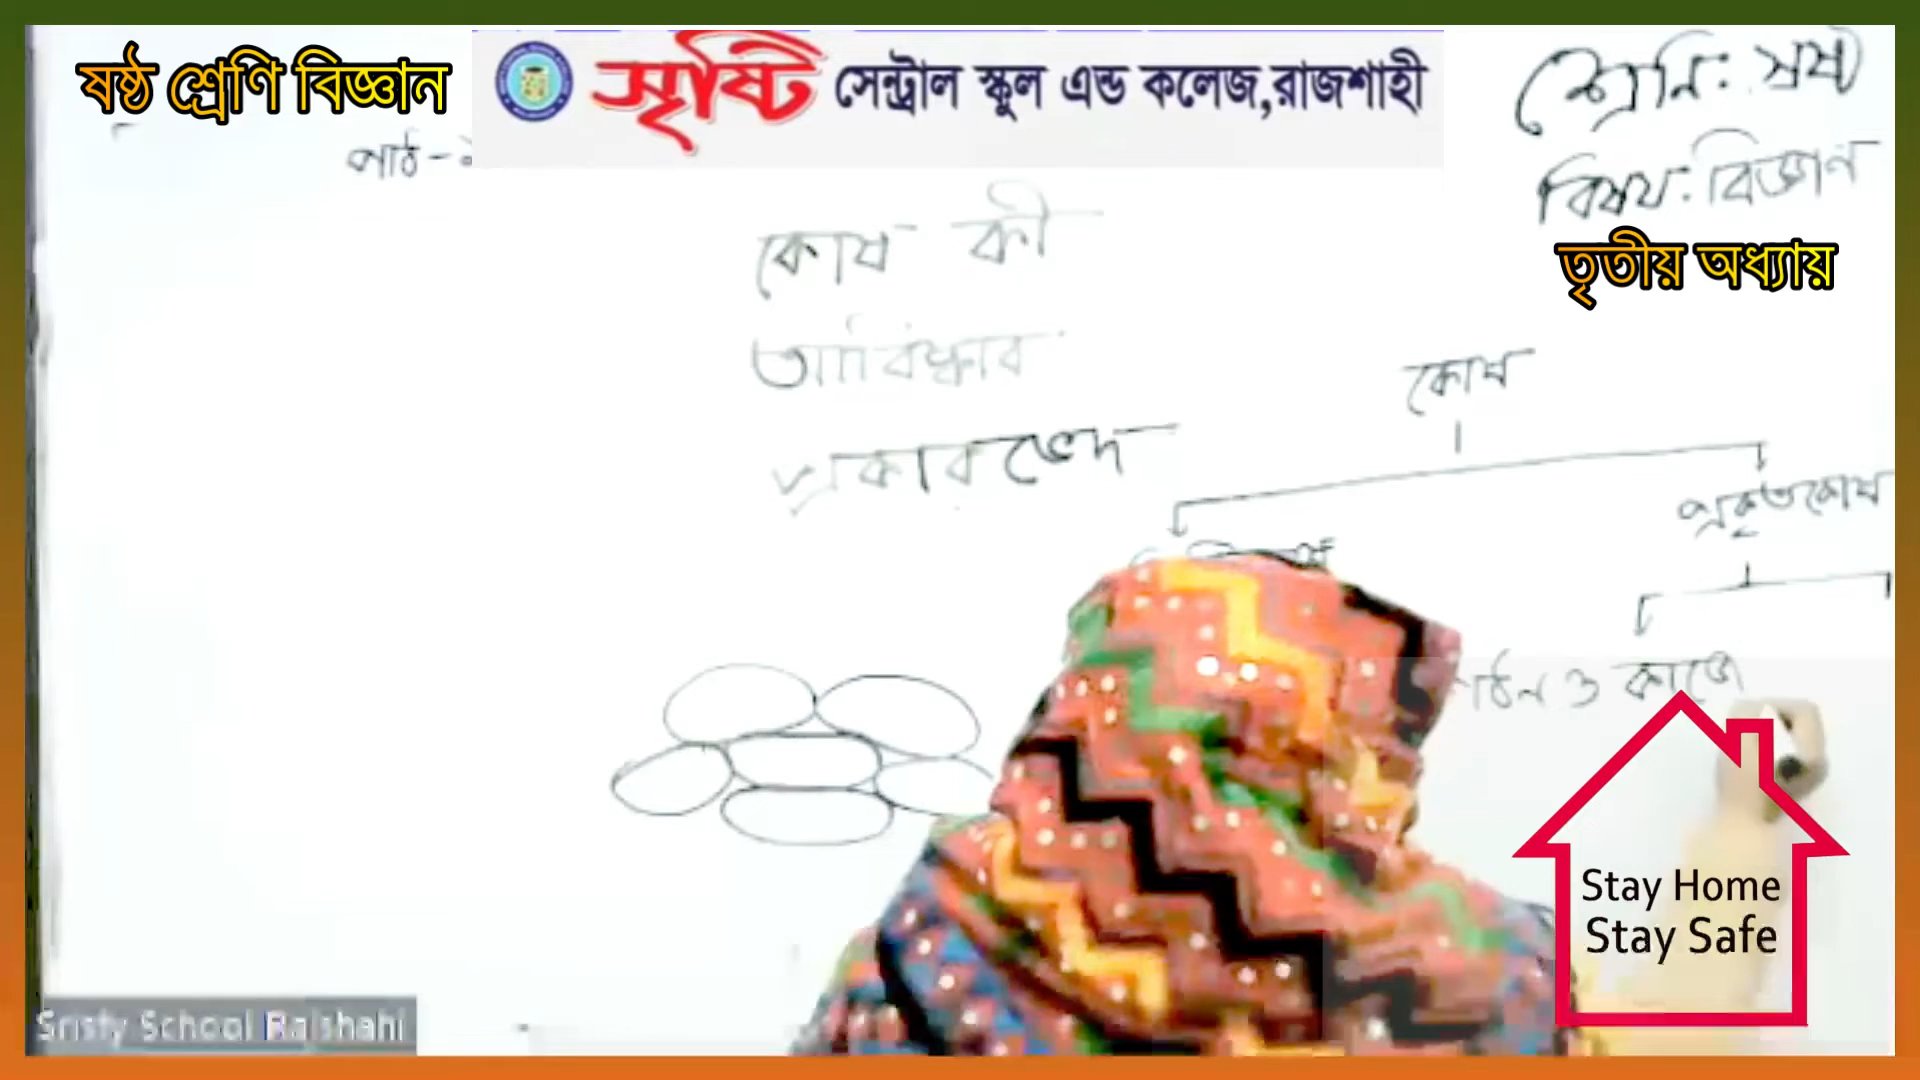 ষষ্ঠ শ্রেণি বিজ্ঞান
সৃষ্টি সেন্ট্রাল স্কুল এন্ড কলেজ,রাজশাহী
শ্রেনি: ষষ্ঠ
বিষয়: বিজ্ঞান
তৃতীয় অধ্যায়
পাঠ-
কোষ কী
আবিষ্কার
প্রকারভেদ
কোষ
প্রকৃতকোষ
ও কাজে
Stay Home
Stay Safe
Sristy School Rajshahi